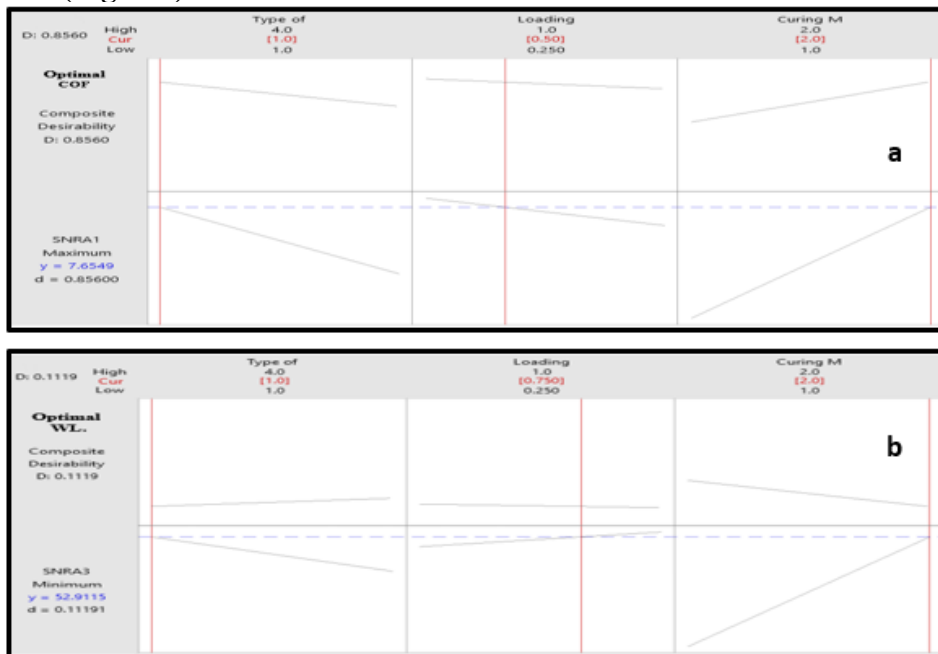 Type of Loading Curing M
D: 0.8560 High 4.0 1.0 2.0
Cur [1.0] [0.50] [2.0]
Low 1.0 0.250 1.0
Optimal
COF
Composite
Desirability
D: 0.8560
a
SNRA1
Maximum
y = 7.6549
d = 0.85600
Type of Loading Curing M
D: 0.1119 High 4.0 1.0 2.0
Cur [1.0] [0.750] [2.0]
Low 1.0 0.250 1.0
Optimal
WL.
Composite
Desirability
D: 0.1119
b
SNRA3
Minimum
y = 52.9115
d = 0.11191